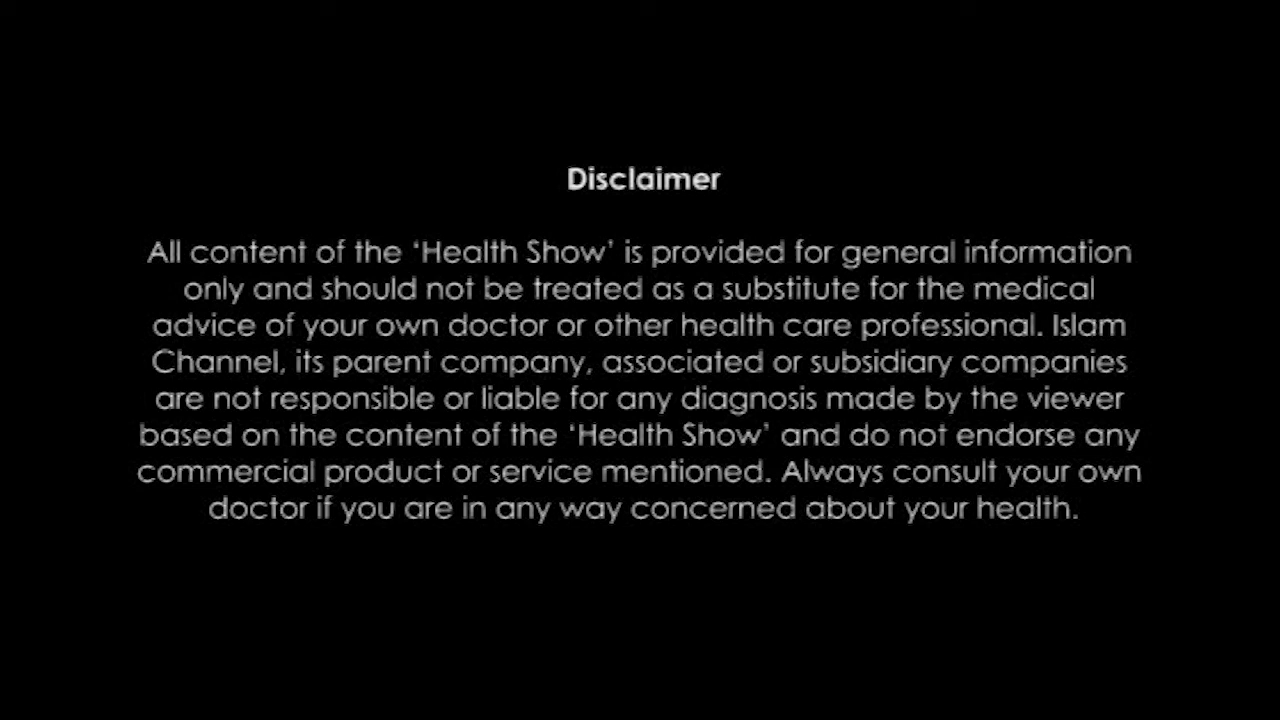 Disclaimer
All content of the ‘Health Show’ is provided for general information
only and should not be treated as a substitute for the medical
advice of your own doctor or other health care professional. Islam
Channel, its parent company, associated or subsidiary companies
are not responsible or liable for any diagnosis made by the viewer
based on the content of the ‘Health Show’ and do not endorse any
commercial product or service mentioned. Always consult your own
doctor if you are in any way concerned about your health.